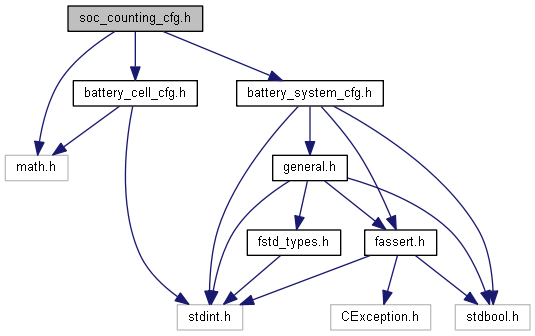 soc_counting_cfg.h
battery_cell_cfg.h
battery_system_cfg.h
math.h
general.h
fstd_types.h
fassert.h
stdint.h
CException.h
stdbool.h